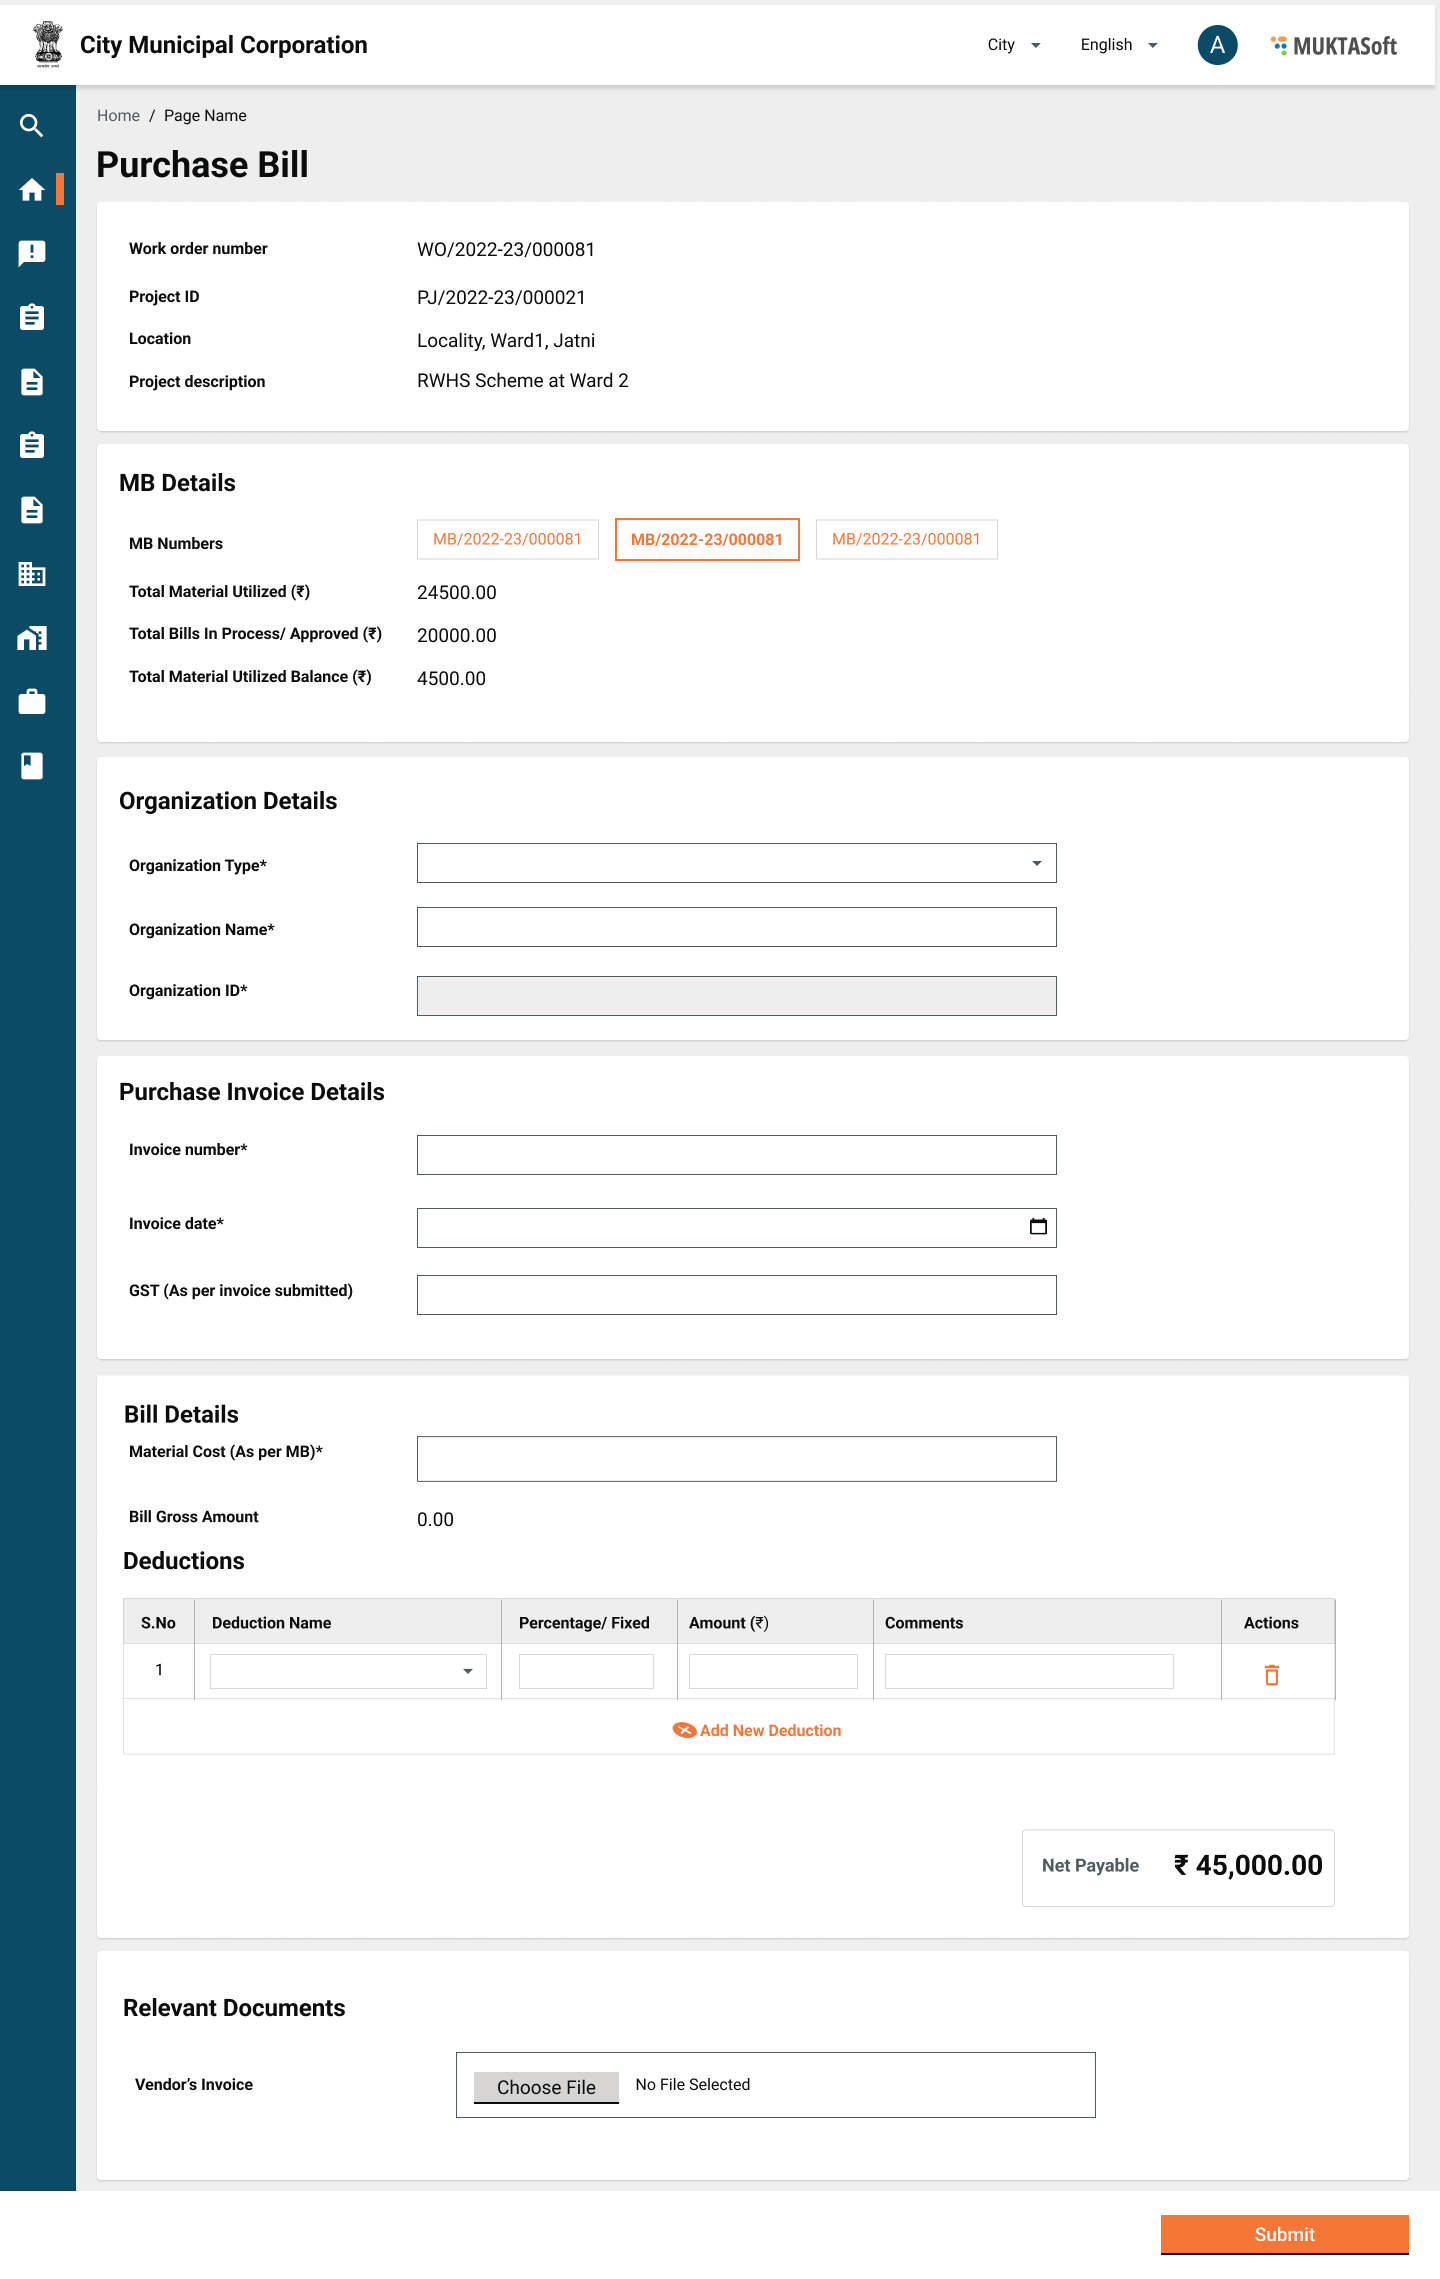 City Municipal Corporation
City
English
A
MUKTASoft
Home / Page Name
Purchase Bill
Work order number WO/2022-23/000081
Project ID PJ/2022-23/000021
Location Locality, Ward1, Jatni
Project description RWHS Scheme at Ward 2
MB Details
MB Numbers MB/2022-23/000081 MB/2022-23/000081 MB/2022-23/000081
Total Material Utilized (₹) 24500.00
Total Bills In Process/ Approved (₹) 20000.00
Total Material Utilized Balance (₹) 4500.00
Organization Details
Organization Type*
Organization Name*
Organization ID*
Purchase Invoice Details
Invoice number*
Invoice date*
GST (As per invoice submitted)
Bill Details
Material Cost (As per MB)*
Bill Gross Amount 0.00
Deductions
S.No Deduction Name Percentage/ Fixed Amount (₹) Comments Actions
1
Add New Deduction
Net Payable ₹ 45,000.00
Relevant Documents
Vendor’s Invoice Choose File No File Selected
Submit